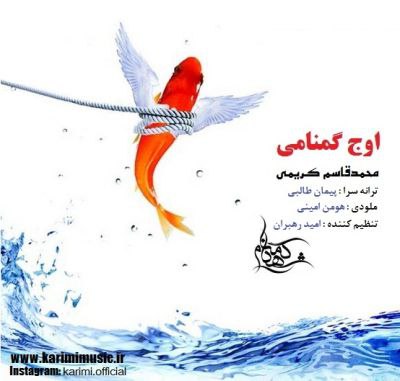 اوج گمنامی
محمدقاسم کریمی
ترانه سرا : پیمان طالبی
ملودی : هومن امینی
تنظیم کننده : امید رهبران
www.karimimusic.ir
Instagram: karimi.official